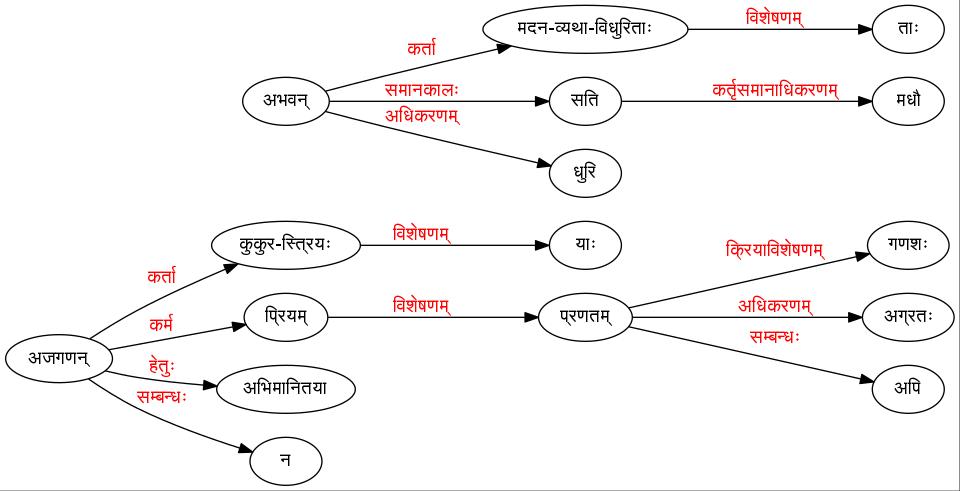 मदन-व्यथा-विधुरिताः विशेषणम् ताः
कर्ता
अभवन् समानकालः सति कर्तृसमानाधिकरणम् मधौ
अधिकरणम्
धुरि
कुकुर-स्त्रियः विशेषणम् याः क्रियाविशेषणम् गणशः
कर्ता
कर्म प्रियम् विशेषणम् प्रणतम् अधिकरणम् अग्रतः
अजगणन् सम्बन्धः
हेतुः अभिमानितया अपि
सम्बन्धः
न